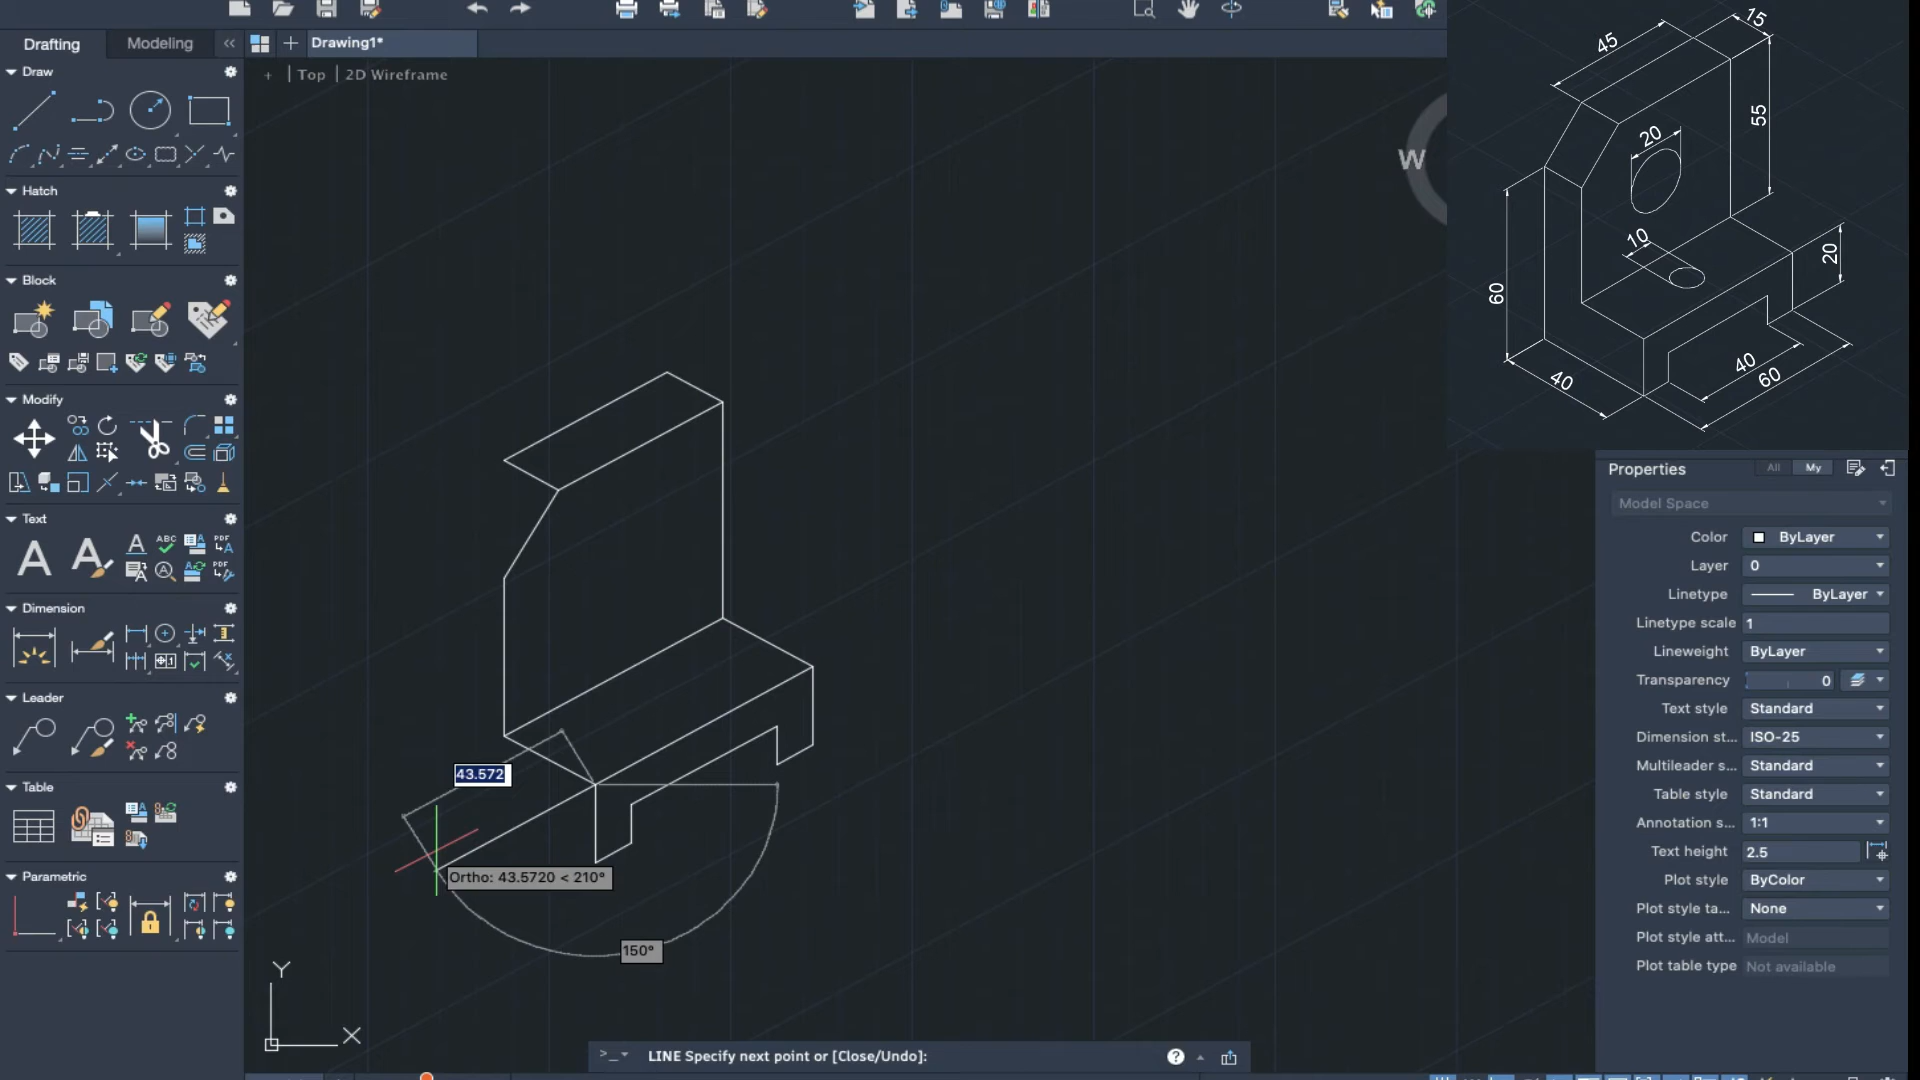 Drafting
Modeling
Drawing1*
+ | Top | 2D Wireframe
W
Draw
Hatch
Block
Modify
Text
A
A
ABC
PDF
Dimension
Leader
Table
Parametric
43.572
Ortho: 43.5720 < 210°
150°
Y
X
LINE Specify next point or [Close/Undo]:
45
15
55
20
10
20
60
40
40
60
Properties
All
My
Model Space
Color ByLayer
Layer 0
Linetype ByLayer
Linetype scale 1
Lineweight ByLayer
Transparency 0
Text style Standard
Dimension st... ISO-25
Multileader s... Standard
Table style Standard
Annotation s... 1:1
Text height 2.5
Plot style ByColor
Plot style ta... None
Plot style att... Model
Plot table type Not available